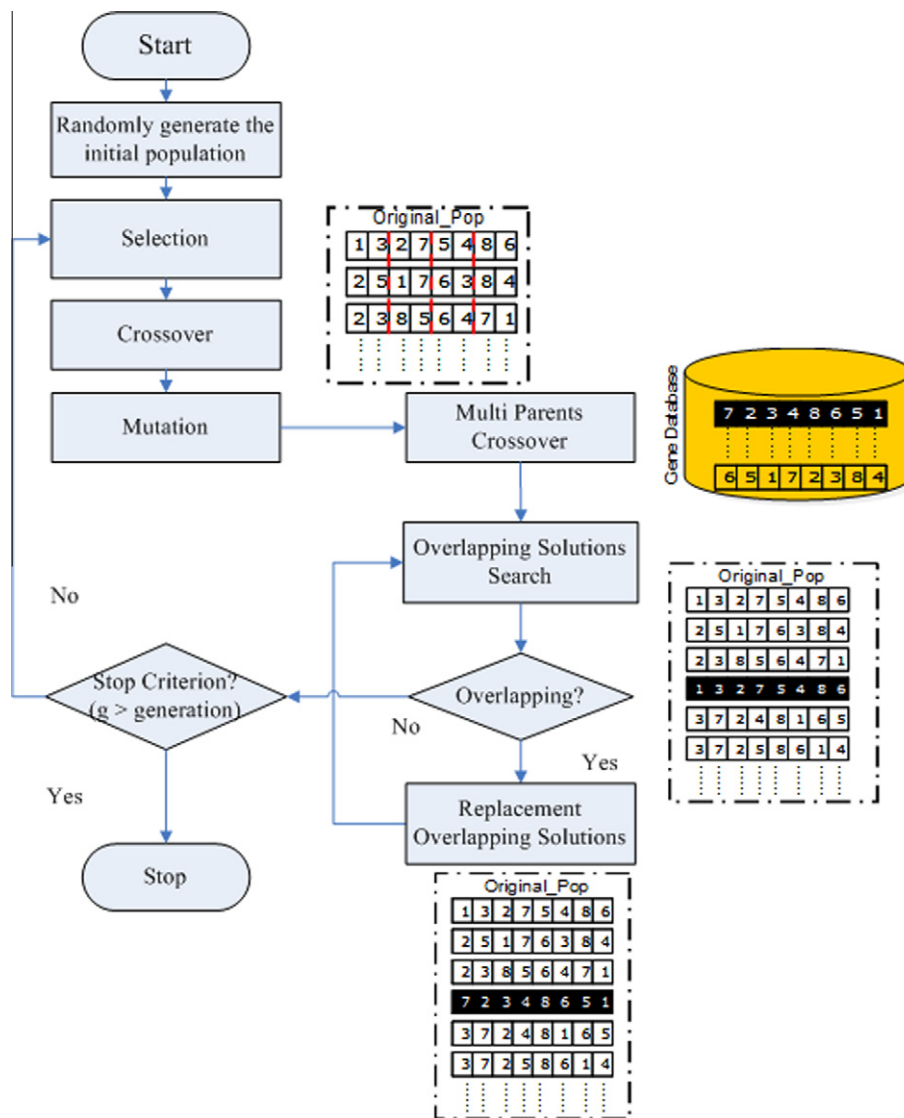 Start
Randomly generate the
initial population
Selection
Crossover
Mutation
Original_Pop
1 3 2 7 5 4 8 6
2 5 1 7 6 3 8 4
2 3 8 5 6 4 7 1
Multi Parents
Crossover
Gene Database
7 2 3 4 8 6 5 1
6 5 1 7 2 3 8 4
Overlapping Solutions
Search
Original_Pop
1 3 2 7 5 4 8 6
2 5 1 7 6 3 8 4
2 3 8 5 6 4 7 1
1 3 2 7 5 4 8 6
3 7 2 4 8 1 6 5
3 7 2 5 8 6 1 4
No
Stop Criterion?
(g > generation)
Overlapping?
No
Yes
Yes
Replacement
Overlapping Solutions
Stop
Original_Pop
1 3 2 7 5 4 8 6
2 5 1 7 6 3 8 4
2 3 8 5 6 4 7 1
7 2 3 4 8 6 5 1
3 7 2 4 8 1 6 5
3 7 2 5 8 6 1 4